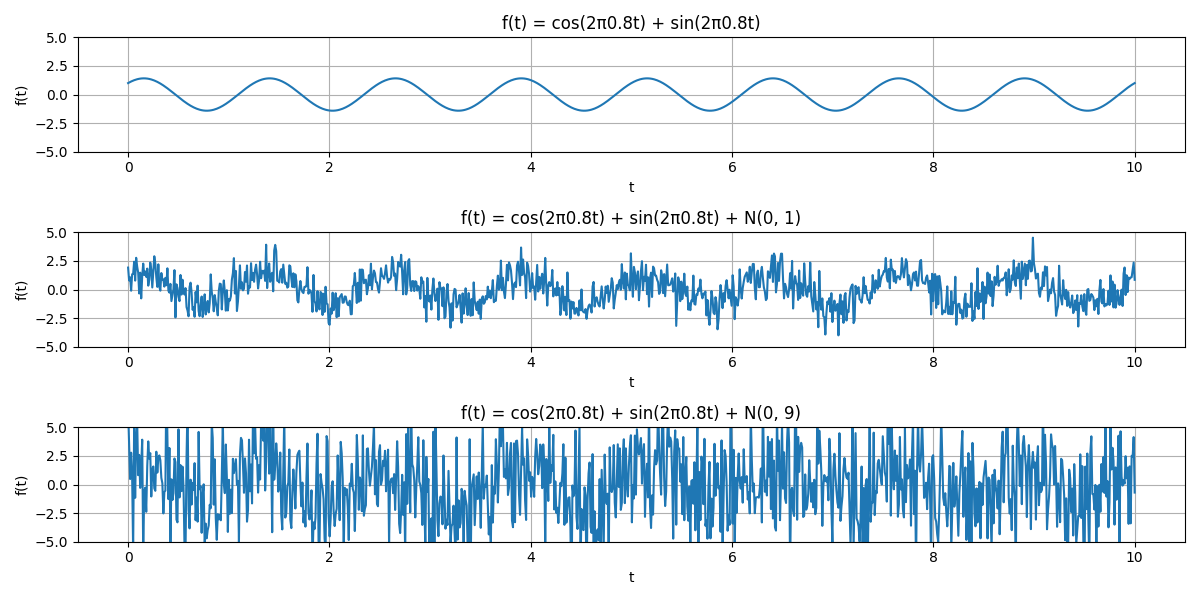 f(t) = cos(2π0.8t) + sin(2π0.8t)
5.0
2.5
0.0
−2.5
−5.0
f(t)
0 2 4 6 8 10
t
f(t) = cos(2π0.8t) + sin(2π0.8t) + N(0, 1)
5.0
2.5
0.0
−2.5
−5.0
f(t)
0 2 4 6 8 10
t
f(t) = cos(2π0.8t) + sin(2π0.8t) + N(0, 9)
5.0
2.5
0.0
−2.5
−5.0
f(t)
0 2 4 6 8 10
t